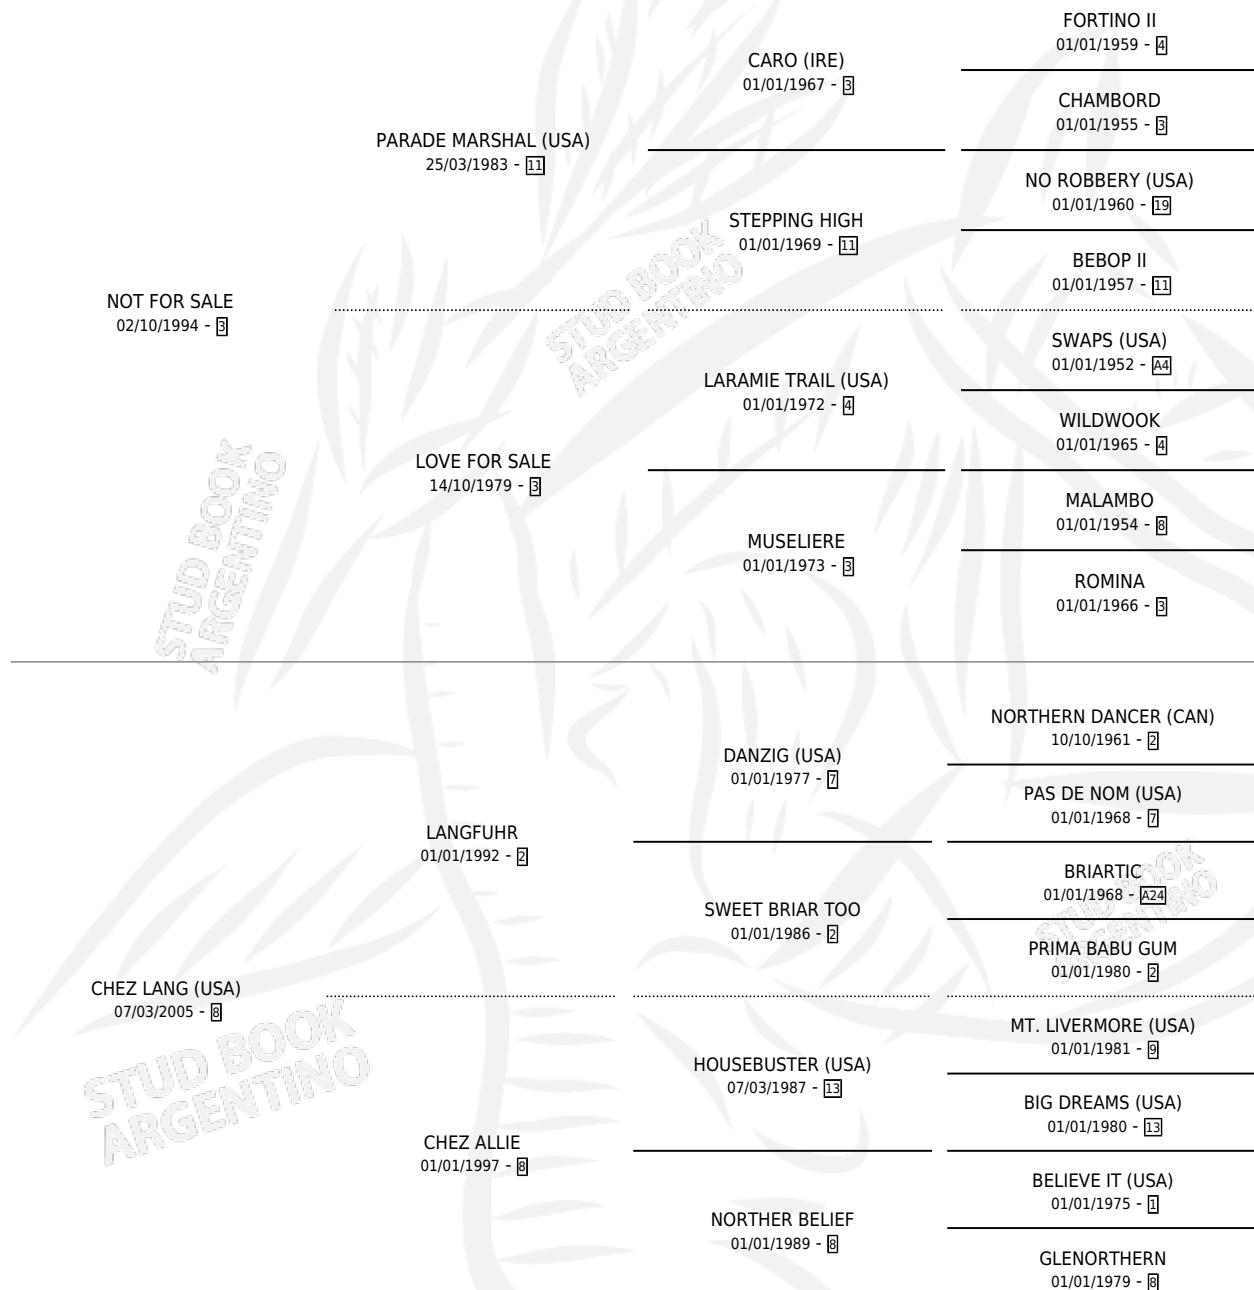 FORTINO II
01/01/1959 - 4
CARO (IRE)
01/01/1967 - 3
CHAMBORD
01/01/1955 - 3
PARADE MARSHAL (USA)
25/03/1983 - 11
NO ROBBERY (USA)
01/01/1960 - 19
STEPPING HIGH
01/01/1969 - 11
BEBOP II
01/01/1957 - 11
NOT FOR SALE
02/10/1994 - 3
STUD BOOK
ARGENTINO
SWAPS (USA)
01/01/1952 - A4
LARAMIE TRAIL (USA)
01/01/1972 - 4
WILDWOOK
01/01/1965 - 4
LOVE FOR SALE
14/10/1979 - 3
MALAMBO
01/01/1954 - 8
MUSELIERE
01/01/1973 - 3
ROMINA
01/01/1966 - 3
STUD BOOK
ARGENTINO
NORTHERN DANCER (CAN)
10/10/1961 - 2
DANZIG (USA)
01/01/1977 - 7
PAS DE NOM (USA)
01/01/1968 - 7
LANGFUHR
01/01/1992 - 2
BRIARTIC
01/01/1968 - A24
SWEET BRIAR TOO
01/01/1986 - 2
STUD BOOK
ARGENTINO
PRIMA BABU GUM
01/01/1980 - 2
CHEZ LANG (USA)
07/03/2005 - 8
MT. LIVERMORE (USA)
01/01/1981 - 9
HOUSEBUSTER (USA)
07/03/1987 - 13
BIG DREAMS (USA)
01/01/1980 - 13
STUD BOOK
ARGENTINO
CHEZ ALLIE
01/01/1997 - 8
BELIEVE IT (USA)
01/01/1975 - 1
NORTHER BELIEF
01/01/1989 - 8
GLENORTHERN
01/01/1979 - 8